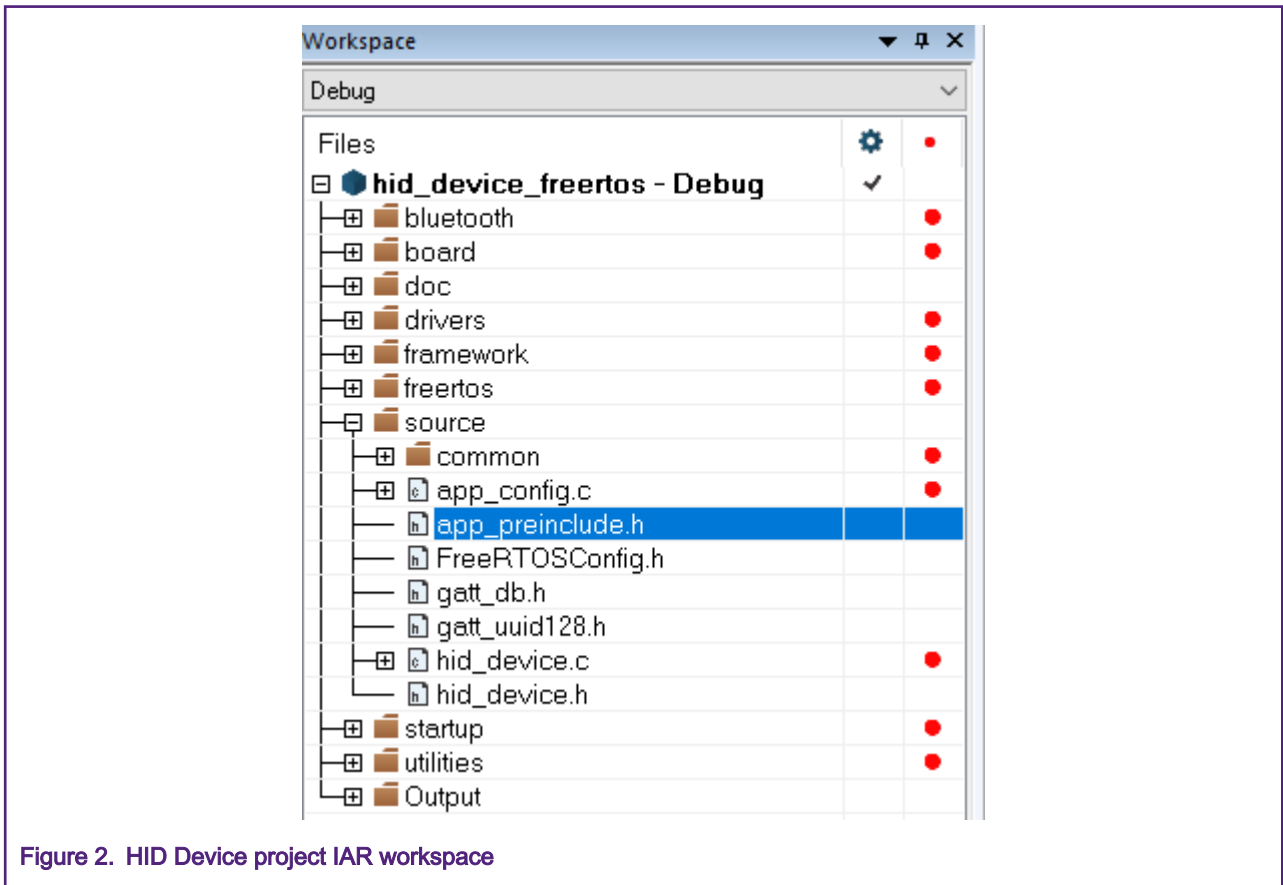 Workspace
Debug
Files
hid_device_freertos - Debug
bluetooth
board
doc
drivers
framework
freertos
source
common
app_config.c
app_preinclude.h
FreeRTOSConfig.h
gatt_db.h
gatt_uuid128.h
hid_device.c
hid_device.h
startup
utilities
Output
Figure 2. HID Device project IAR workspace